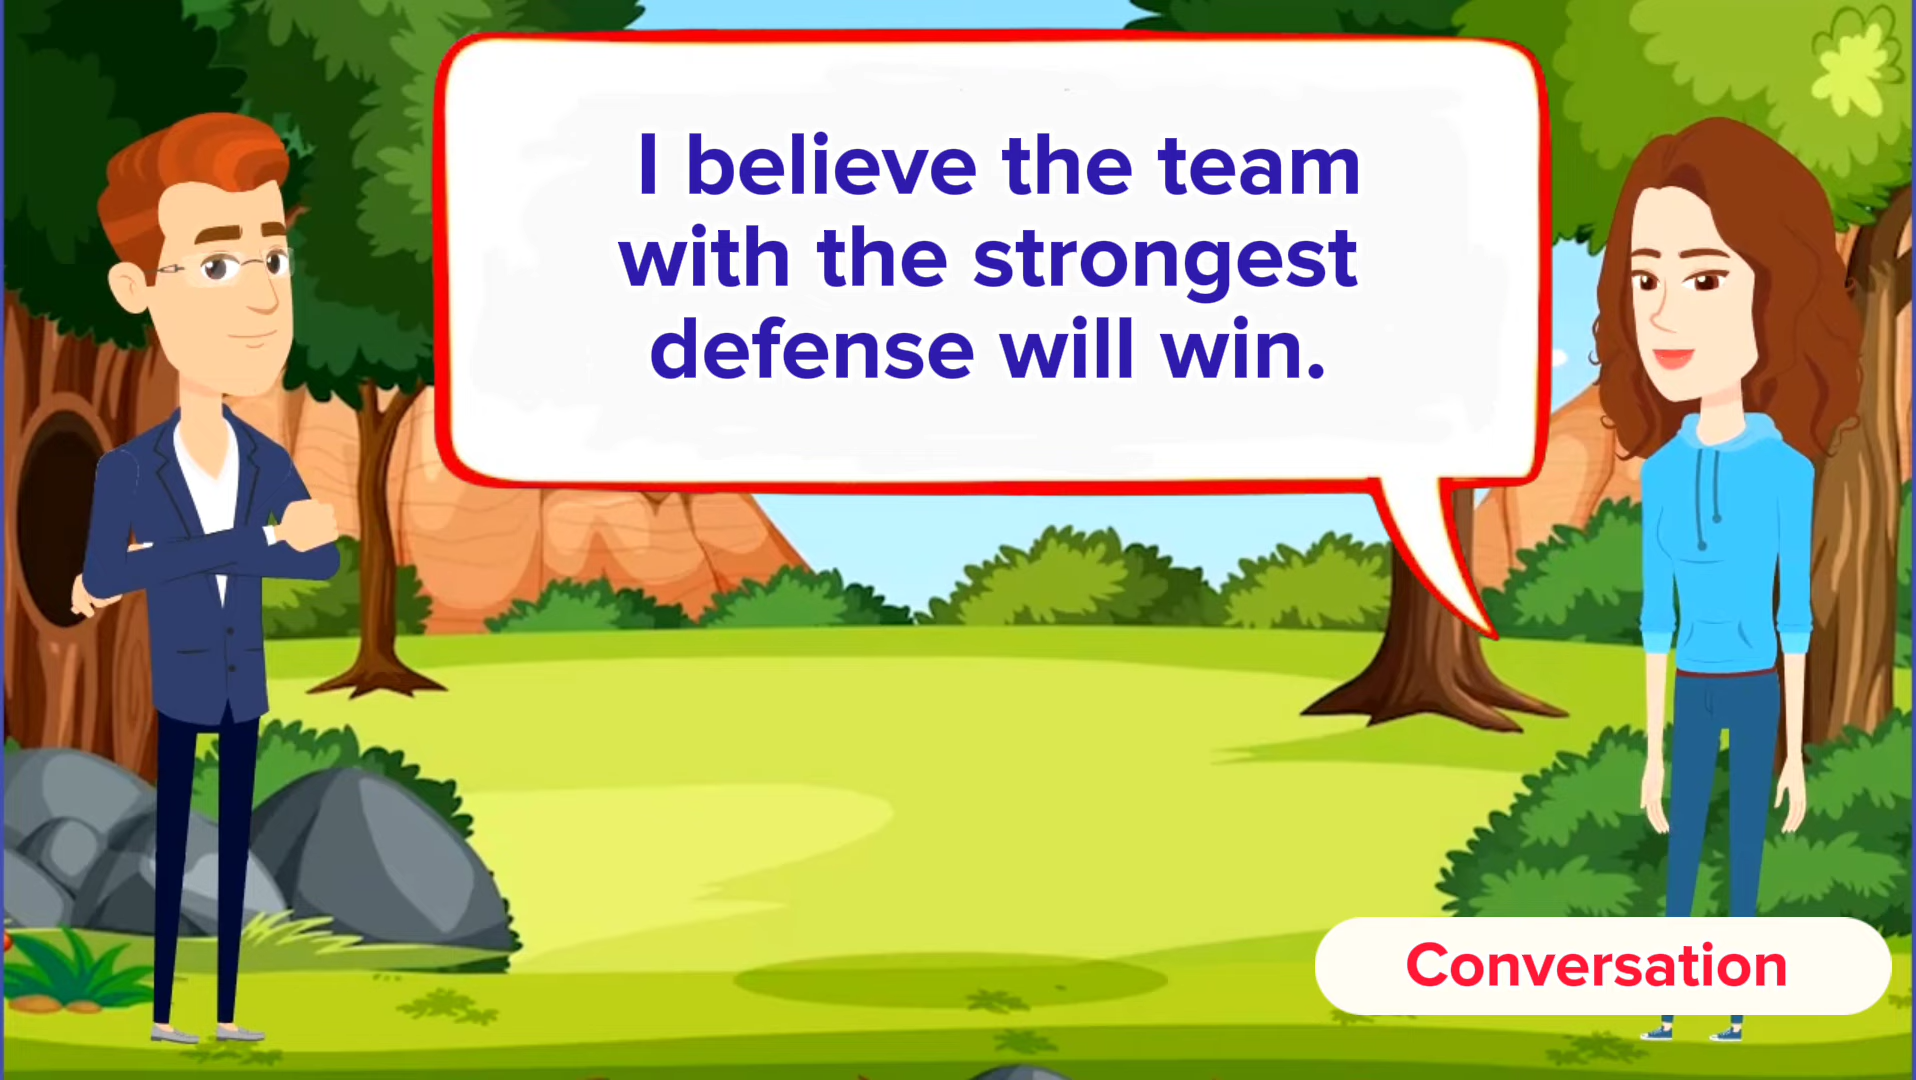 I believe the team
with the strongest
defense will win.
Conversation